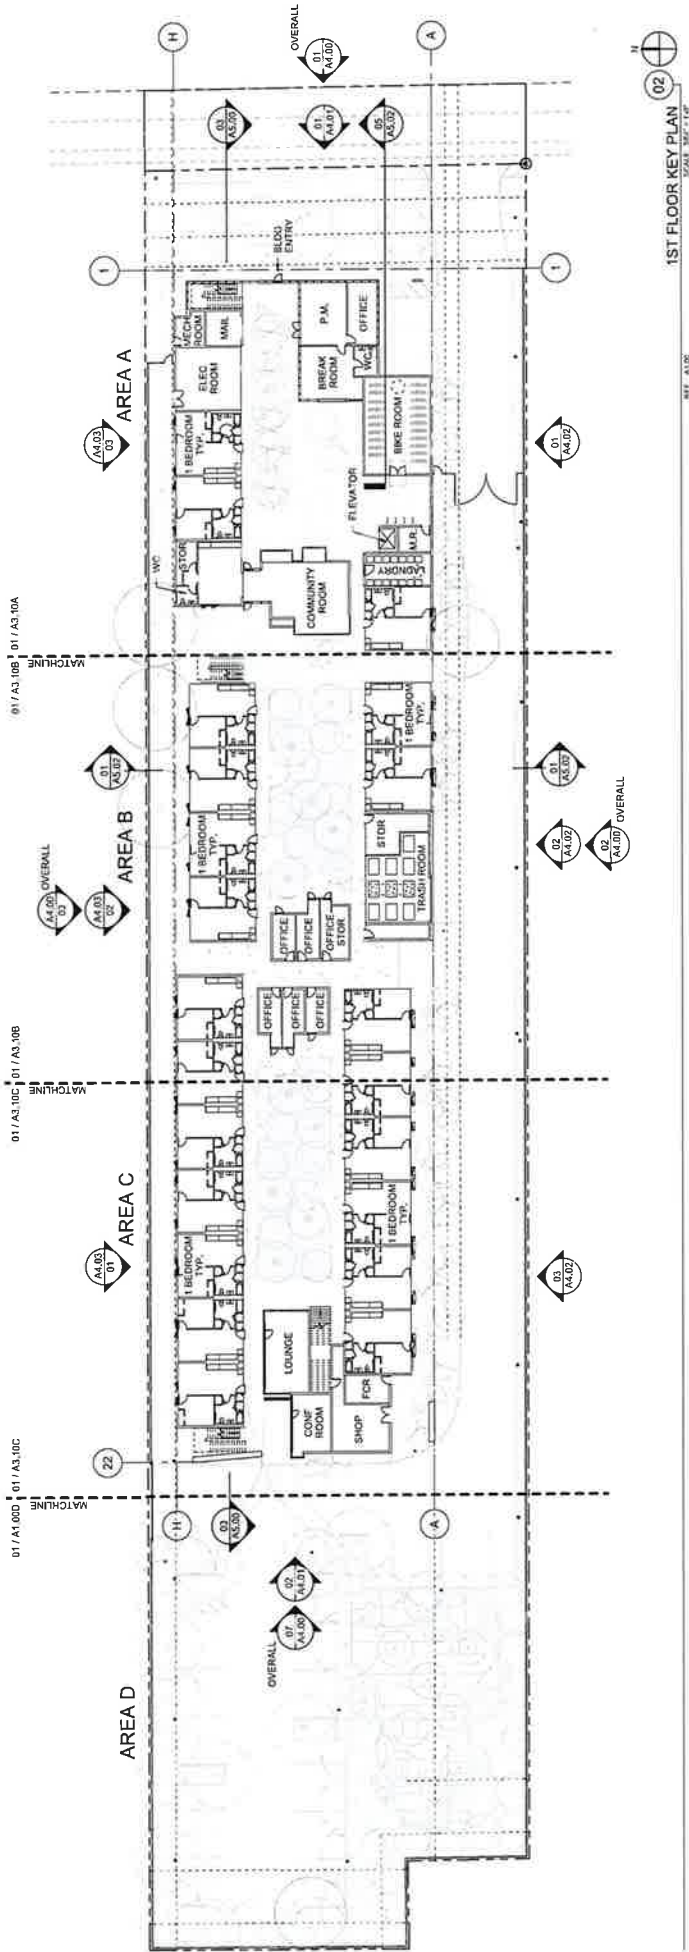 H
A
OVERALL
01
A4.00
03
A5.00
01
A4.01
05
A5.02
N
02
1ST FLOOR KEY PLAN
REF: A1.00
1
1
BLDG
ENTRY
MECH
ROOM
MAIL
P.M.
OFFICE
ELEC
ROOM
BREAK
ROOM
WC
AREA A
A4.03
03
1 BEDROOM
TYP.
BIKE ROOM
01
A4.02
ELEVATOR
WC
STOR
M.R.
LAUNDRY
COMMUNITY
ROOM
01 / A3.10B
01 / A3.10A
MATCHLINE
01
A5.02
1 BEDROOM
TYP.
01
A5.02
AREA B
OVERALL
A4.00
03
A4.03
02
1 BEDROOM
TYP.
STOR
TRASH ROOM
02
A4.02
02
A4.00
OVERALL
OFFICE
OFFICE
OFFICE
STOR
OFFICE
OFFICE
OFFICE
01 / A3.10C
01 / A3.10B
MATCHLINE
AREA C
A4.03
01
1 BEDROOM
TYP.
1 BEDROOM
TYP.
03
A4.02
LOUNGE
CONF
ROOM
SHOP
FCR
22
01 / A1.00D
01 / A3.10C
MATCHLINE
H
A
03
A5.00
02
A4.01
07
A4.00
OVERALL
AREA D